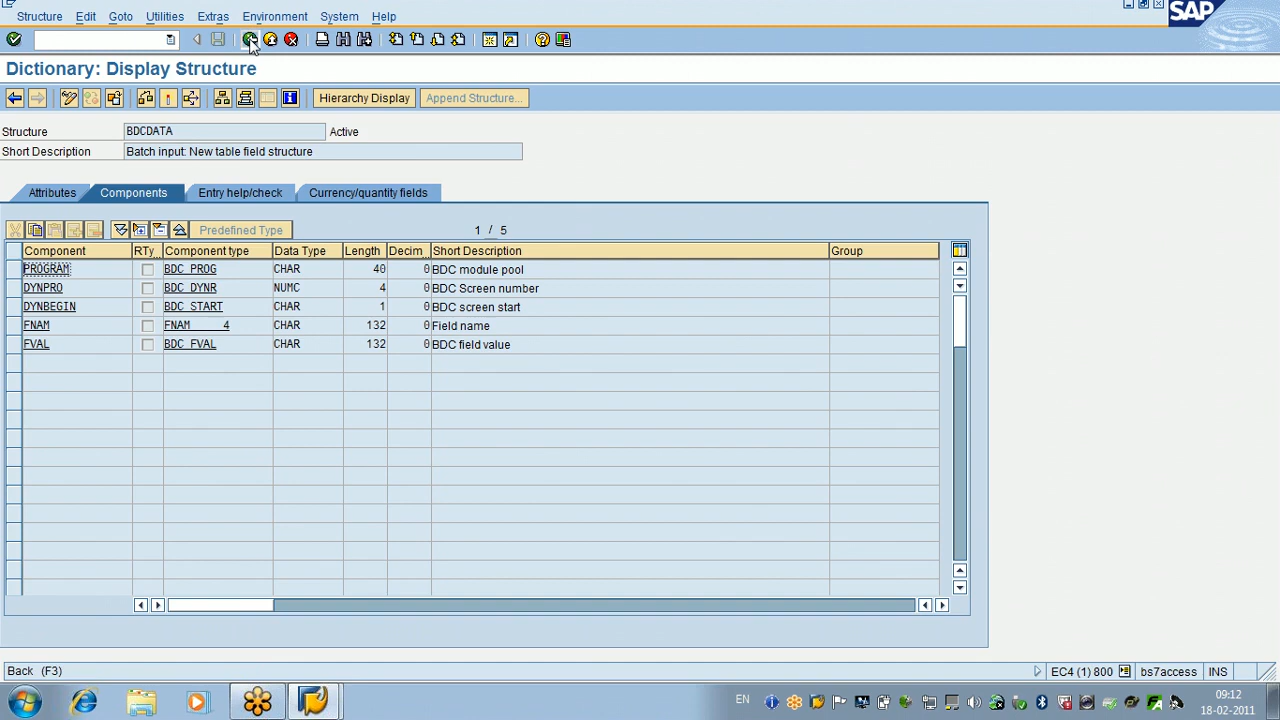 Structure Edit Goto Utilities Extras Environment System Help
SAP
Dictionary: Display Structure
Hierarchy Display Append Structure...
Structure BDCDATA Active
Short Description Batch input: New table field structure
Attributes Components Entry help/check Currency/quantity fields
Predefined Type 1 / 5
Component RTy... Component type Data Type Length Decim... Short Description Group
PROGRAM BDC_PROG CHAR 40 0 BDC module pool
DYNPRO BDC_DYNR NUMC 4 0 BDC Screen number
DYNBEGIN BDC_START CHAR 1 0 BDC screen start
FNAM FNAM_____4 CHAR 132 0 Field name
FVAL BDC_FVAL CHAR 132 0 BDC field value
Back (F3) EC4 (1) 800 bs7access INS
EN 09:12
18-02-2011